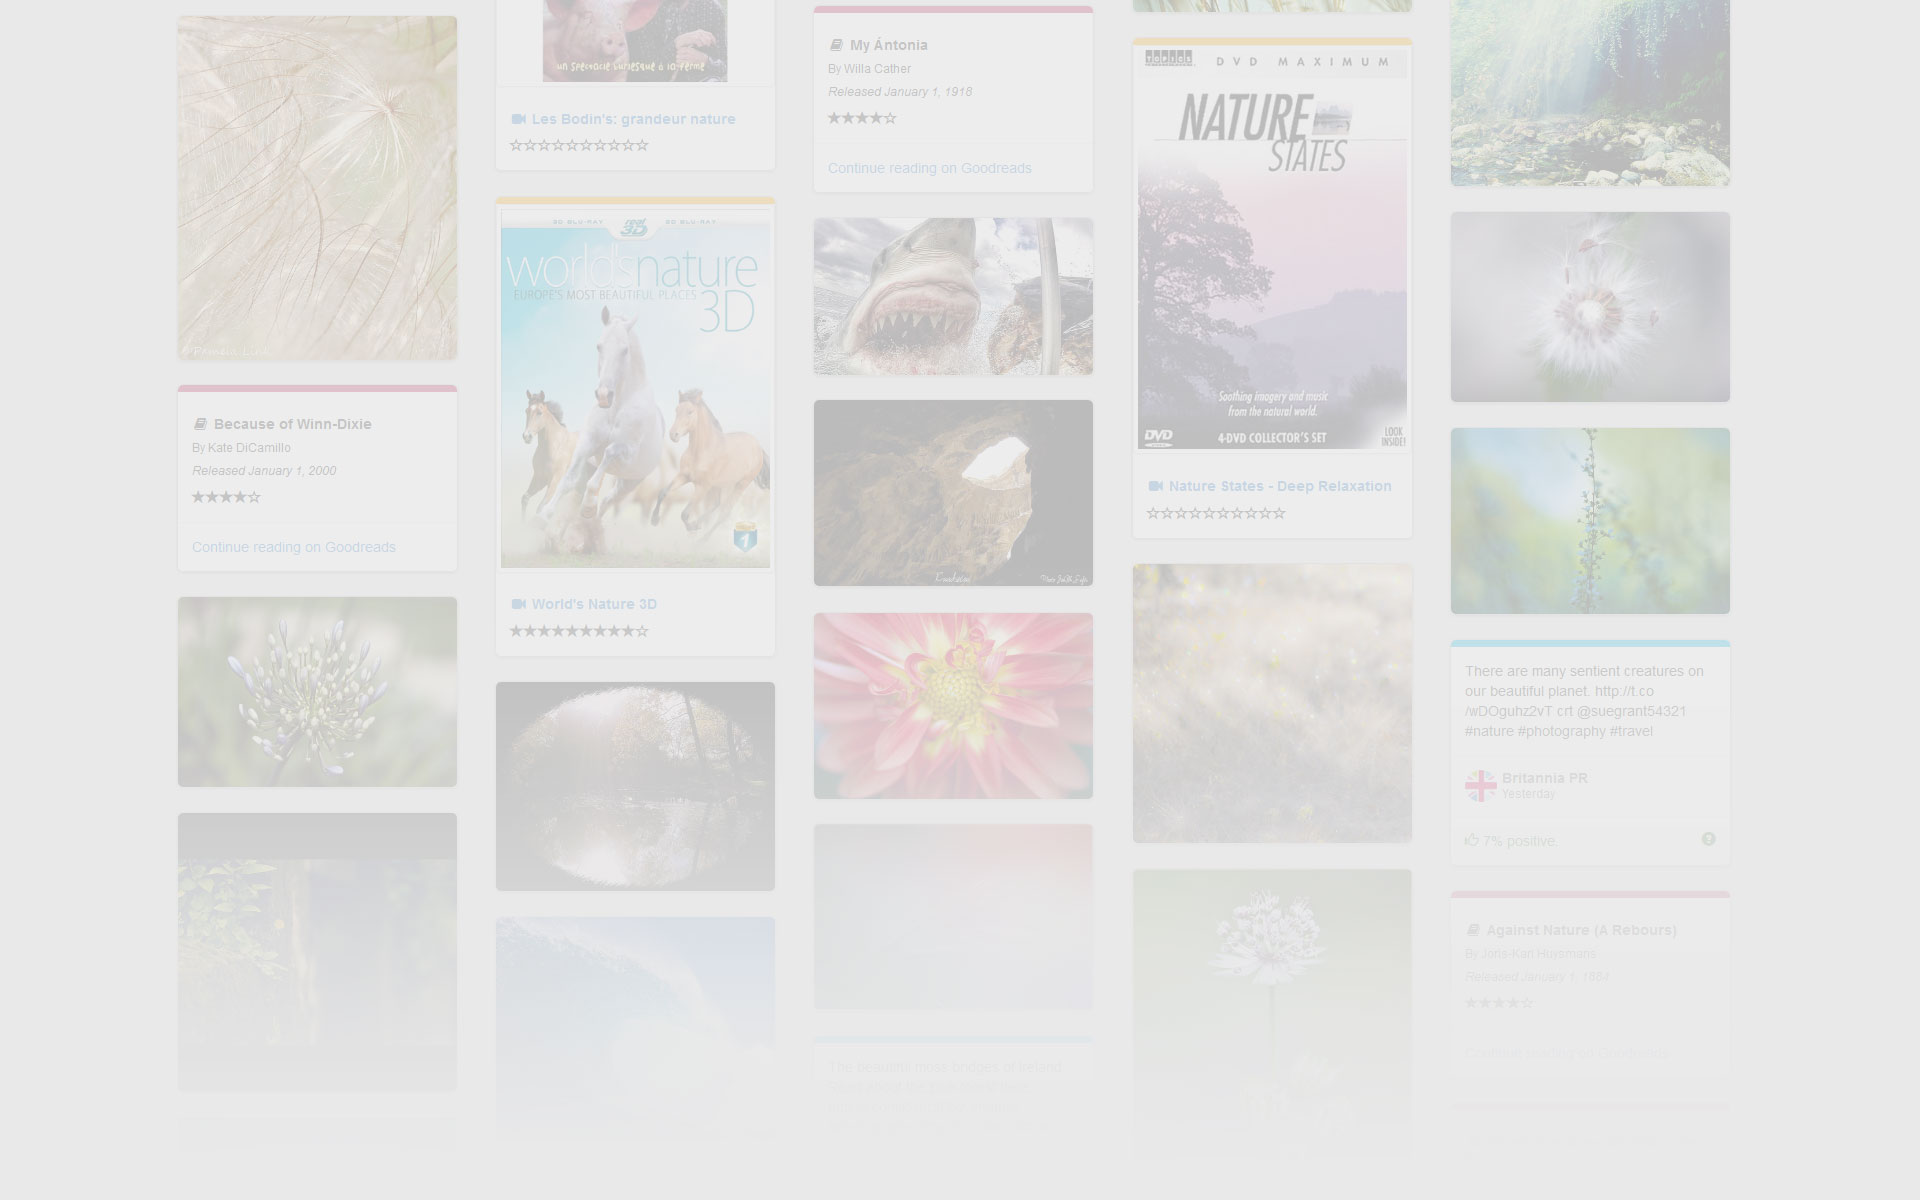 © Pamela Link
Because of Winn-Dixie
By Kate DiCamillo
Released January 1, 2000
★★★★☆
Continue reading on Goodreads
un spectacle burlesque à la ferme
Les Bodin's: grandeur nature
☆☆☆☆☆☆☆☆☆☆
3D BLU-RAY real 3D 3D BLU-RAY
world'snature
EUROPE'S MOST BEAUTIFUL PLACES
3D
1
World's Nature 3D
★★★★★★★★★☆
My Ántonia
By Willa Cather
Released January 1, 1918
★★★★☆
Continue reading on Goodreads
The beautiful moss bridges of Ireland
TOPICS
DVD MAXIMUM
NATURE
STATES
Soothing imagery and music
from the natural world.
DVD
4-DVD COLLECTOR'S SET
LOOK
INSIDE!
Nature States - Deep Relaxation
☆☆☆☆☆☆☆☆☆☆
There are many sentient creatures on
our beautiful planet. http://t.co
/wDOguhz2vT crt @suegrant54321
#nature #photography #travel
Britannia PR
Yesterday
7% positive.
?
Against Nature (A Rebours)
By Joris-Karl Huysmans
Released January 1, 1884
★★★★☆
Continue reading on Goodreads